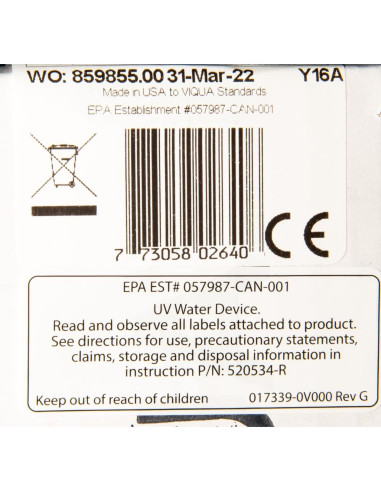 WO: 859855.00 31-Mar-22 Y16A
Made in USA to VIQUA Standards
EPA Establishment #057987-CAN-001
7 73058 02640
CE
EPA EST# 057987-CAN-001
UV Water Device.
Read and observe all labels attached to product.
See directions for use, precautionary statements,
claims, storage and disposal information in
instruction P/N: 520534-R
Keep out of reach of children 017339-0V000 Rev G